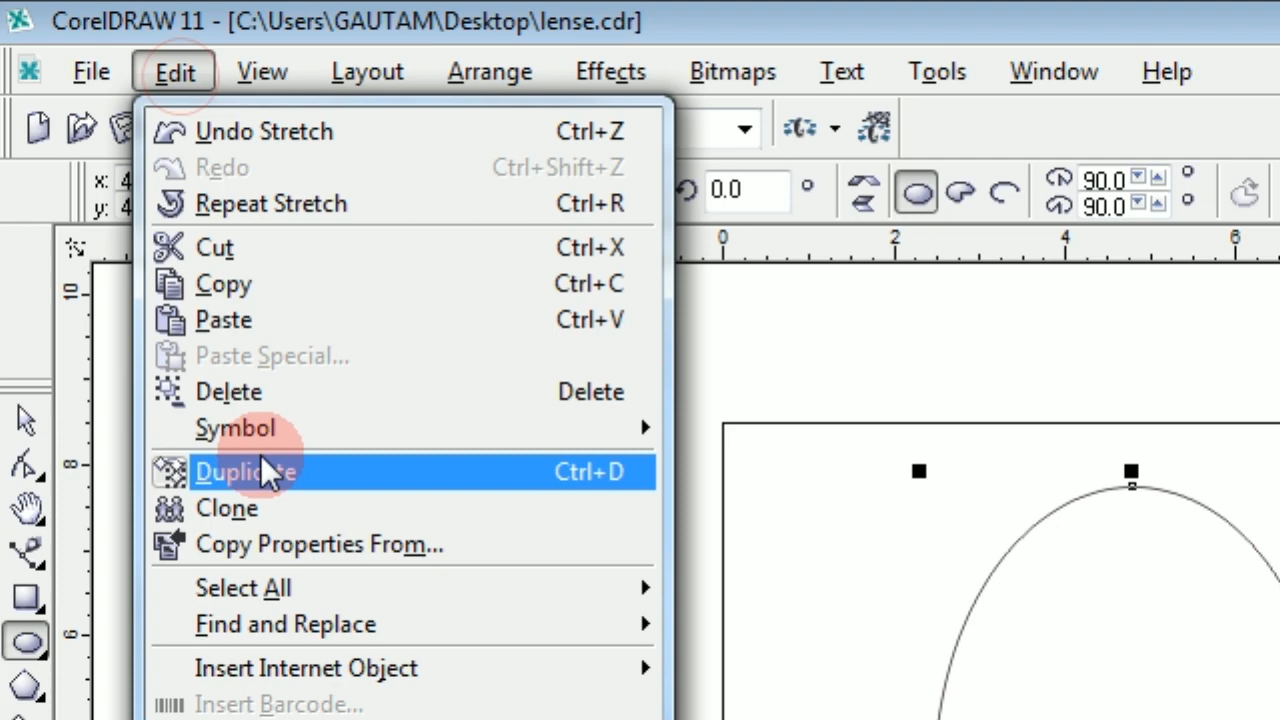 CorelDRAW 11 - [C:\Users\GAUTAM\Desktop\lense.cdr]
File Edit View Layout Arrange Effects Bitmaps Text Tools Window Help
Undo Stretch Ctrl+Z
Redo Ctrl+Shift+Z
Repeat Stretch Ctrl+R
Cut Ctrl+X
Copy Ctrl+C
Paste Ctrl+V
Paste Special...
Delete Delete
Symbol
Duplicate Ctrl+D
Clone
Copy Properties From...
Select All
Find and Replace
Insert Internet Object
Insert Barcode...
x: 4
y: 4
0.0 °
90.0 °
90.0 °
0 2 4 6
10
8
6